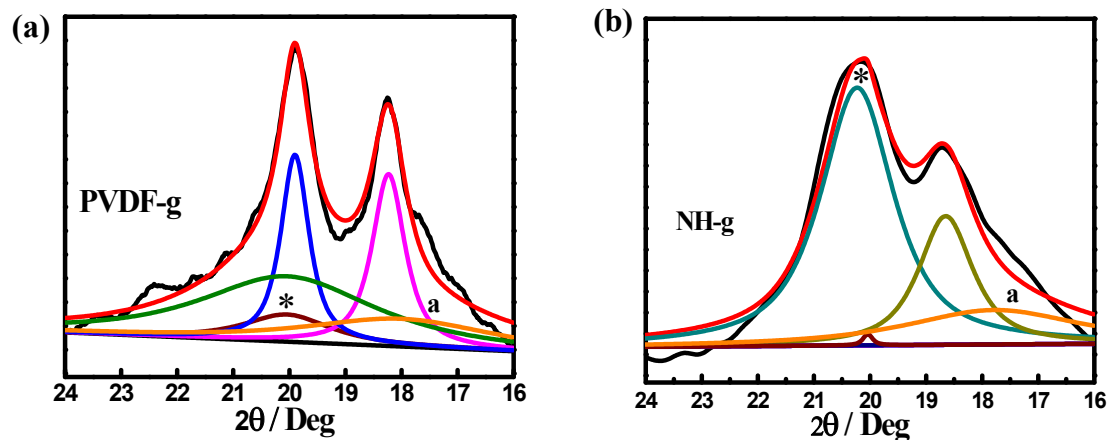 (a)
*
PVDF-g
a
24 23 22 21 20 19 18 17 16
2θ / Deg
(b)
*
NH-g
a
24 23 22 21 20 19 18 17 16
2θ / Deg